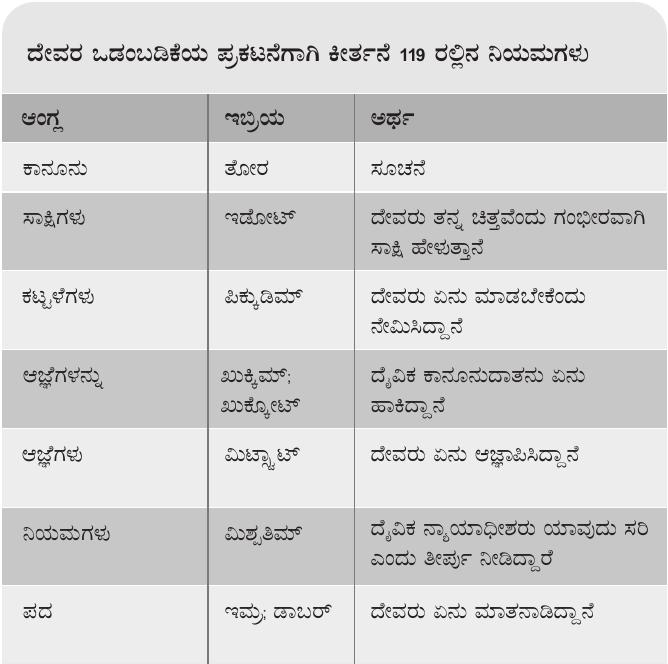 ದೇವರ ಒಡಂಬಡಿಕೆಯ ಪ್ರಕಟನೆಗಾಗಿ ಕೀರ್ತನೆ 119 ರಲ್ಲಿನ ನಿಯಮಗಳು
ಆಂಗ್ಲ ಇಬ್ರಿಯ ಅರ್ಥ
ಕಾನೂನು ತೋರ ಸೂಚನೆ
ಸಾಕ್ಷಿಗಳು ಇಡೋಟ್ ದೇವರು ತನ್ನ ಚಿತ್ತವೆಂದು ಗಂಭೀರವಾಗಿ
ಸಾಕ್ಷಿ ಹೇಳುತ್ತಾನೆ
ಕಟ್ಟಳೆಗಳು ಪಿಕ್ಕುಡಿಮ್ ದೇವರು ಏನು ಮಾಡಬೇಕೆಂದು
ನೇಮಿಸಿದ್ದಾನೆ
ಆಜ್ಞೆಗಳನ್ನು ಖುಕ್ಕಿಮ್; ದೈವಿಕ ಕಾನೂನುದಾತನು ಏನು
ಖುಕ್ಕೋಟ್ ಹಾಕಿದ್ದಾನೆ
ಆಜ್ಞೆಗಳು ಮಿಟ್ಸ್ವಾಟ್ ದೇವರು ಏನು ಆಜ್ಞಾಪಿಸಿದ್ದಾನೆ
ನಿಯಮಗಳು ಮಿಶ್ಪತಿಮ್ ದೈವಿಕ ನ್ಯಾಯಾಧೀಶರು ಯಾವುದು ಸರಿ
ಎಂದು ತೀರ್ಪು ನೀಡಿದ್ದಾರೆ
ಪದ ಇಮ್ರ; ಡಾಬರ್ ದೇವರು ಏನು ಮಾತನಾಡಿದ್ದಾನೆ